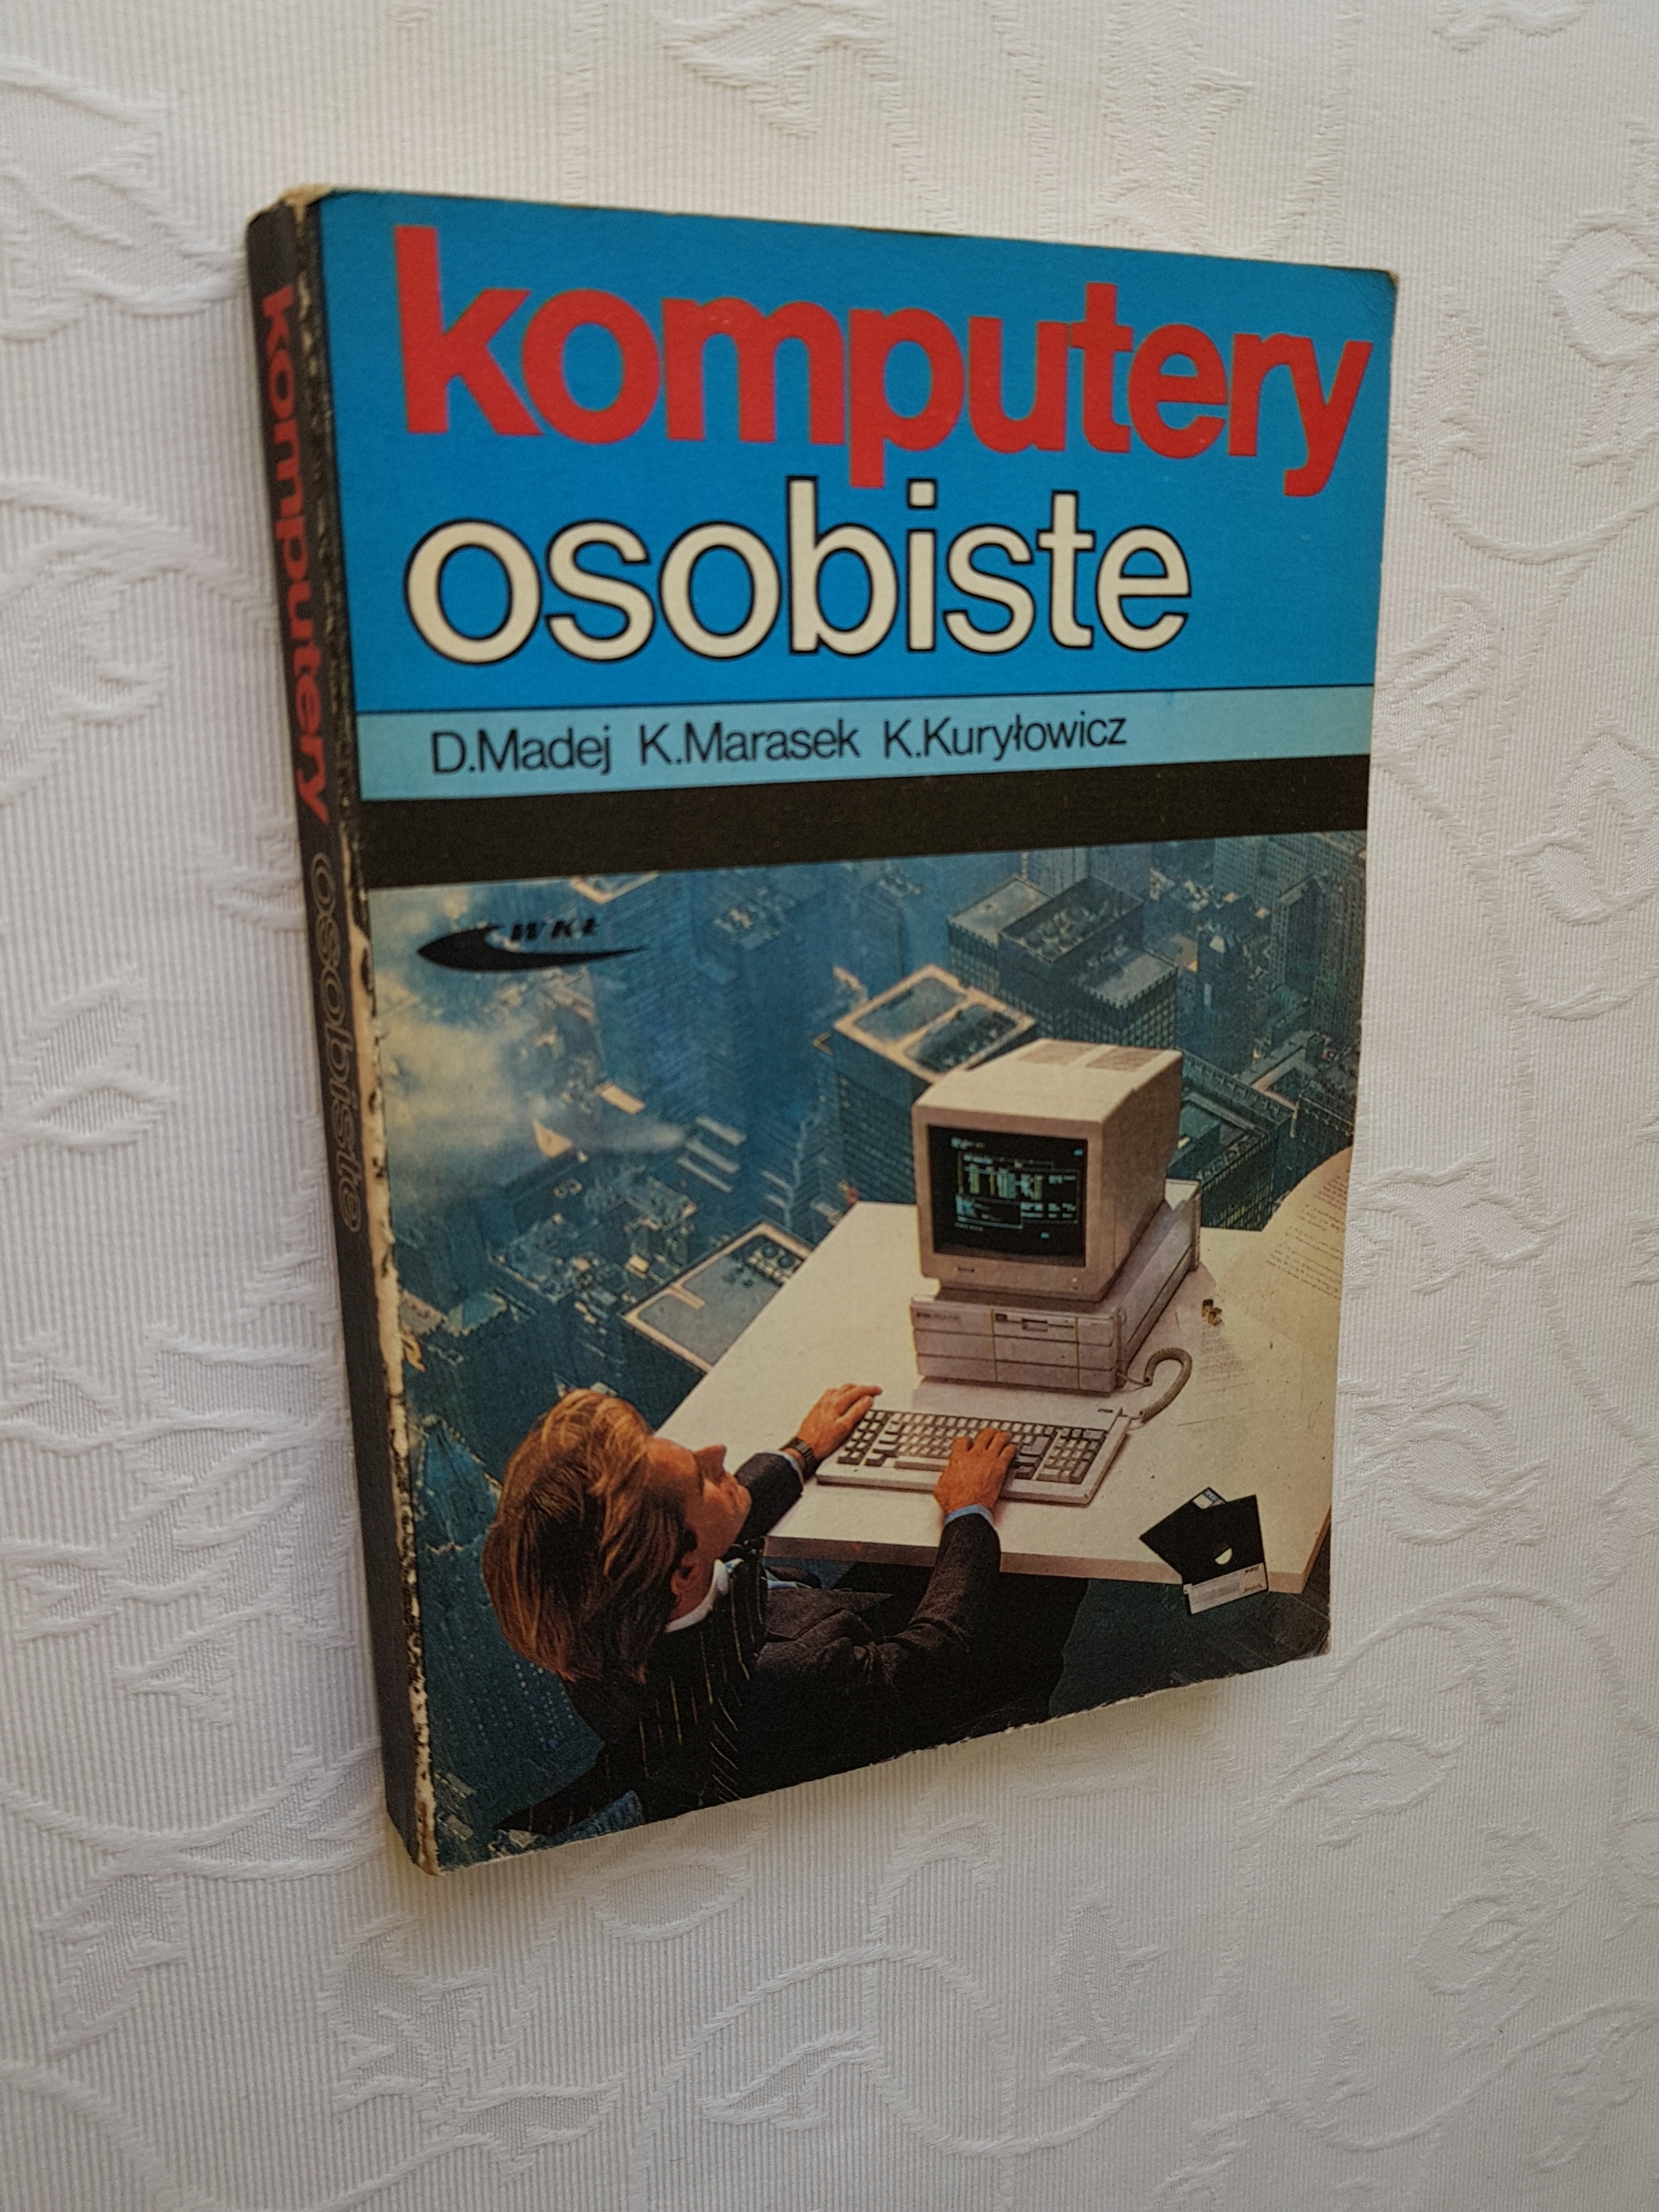 komputery
osobiste
D.Madej K.Marasek K.Kuryłowicz
WKŁ
komputery osobiste